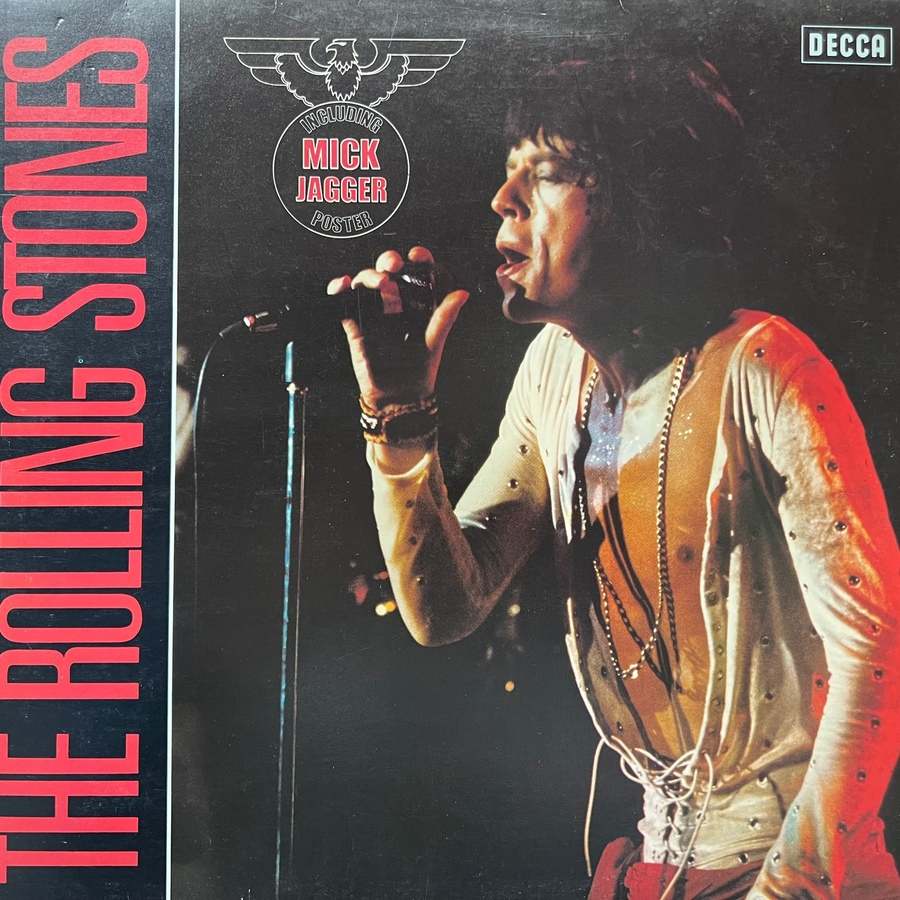 THE ROLLING STONES
INCLUDING
MICK
JAGGER
POSTER
DECCA